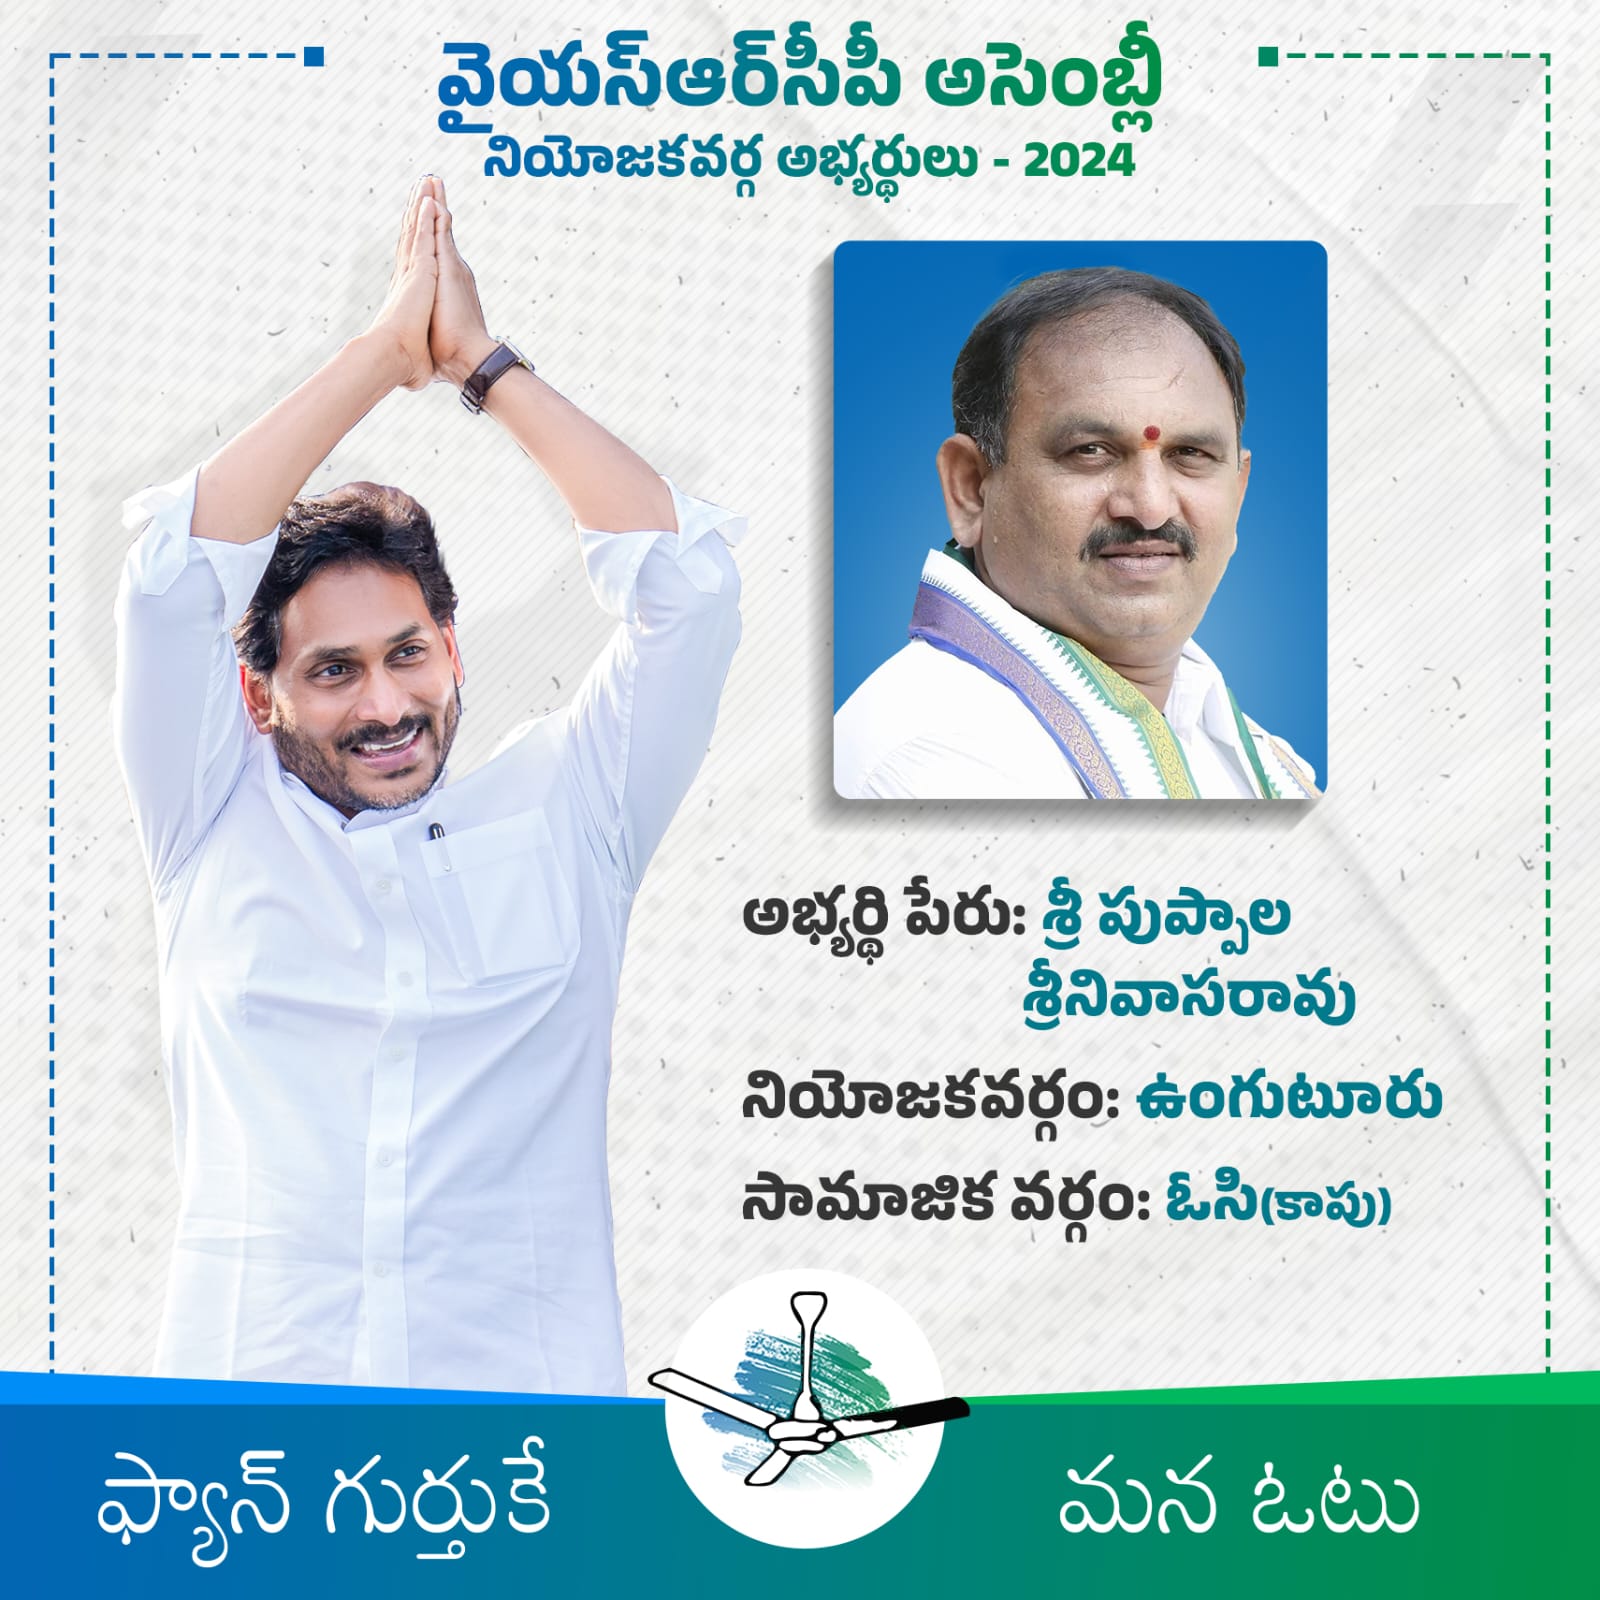 వైయస్ఆర్‌సీపీ అసెంబ్లీ
నియోజకవర్గ అభ్యర్థులు - 2024
అభ్యర్థి పేరు: శ్రీ పుప్పాల
శ్రీనివాసరావు
నియోజకవర్గం: ఉంగుటూరు
సామాజిక వర్గం: ఓసి(కాపు)
ఫ్యాన్ గుర్తుకే మన ఓటు